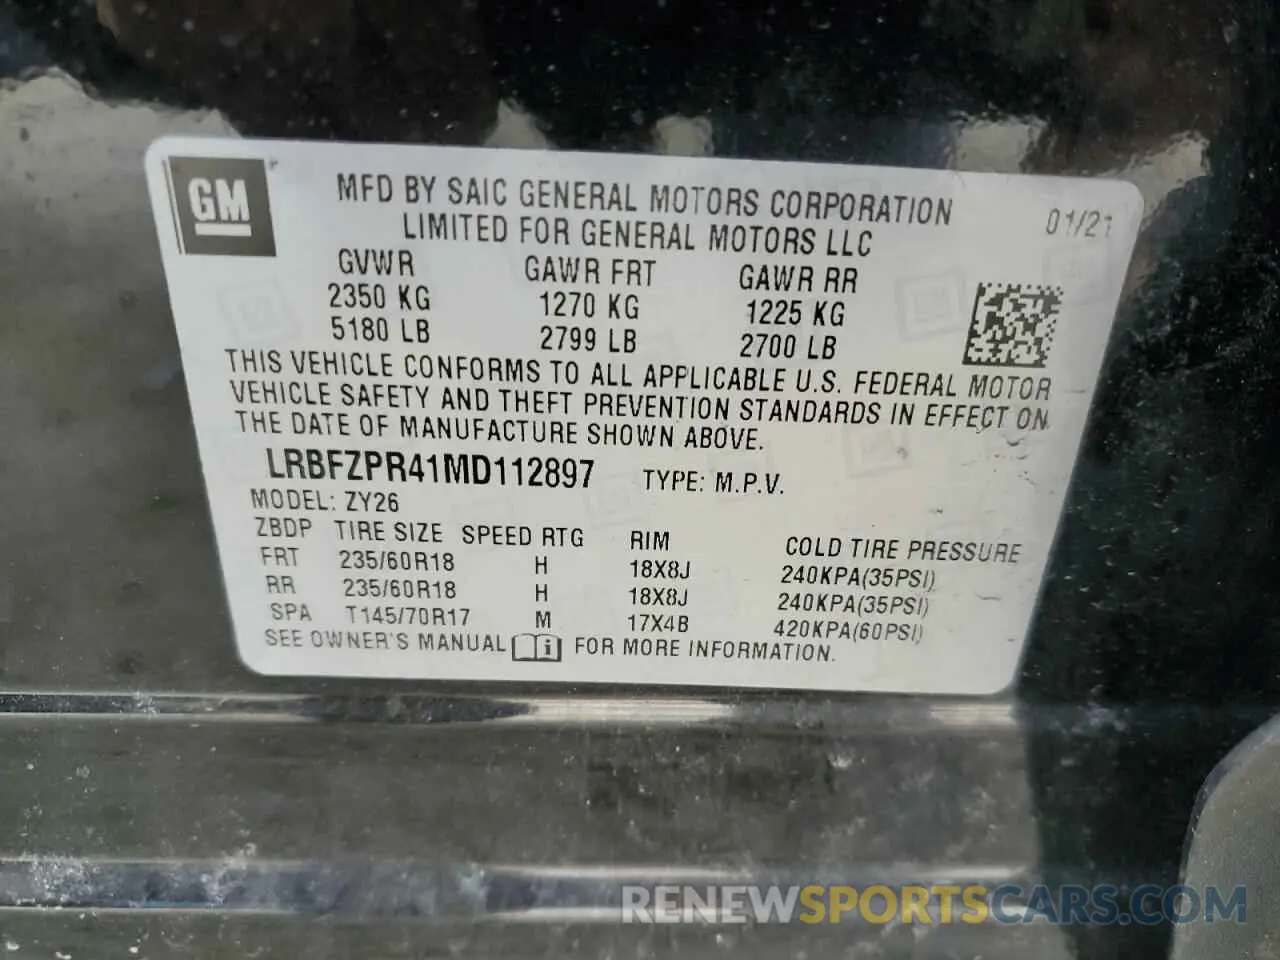 GM
MFD BY SAIC GENERAL MOTORS CORPORATION
LIMITED FOR GENERAL MOTORS LLC
01/21
GVWR GAWR FRT GAWR RR
2350 KG 1270 KG 1225 KG
5180 LB 2799 LB 2700 LB
THIS VEHICLE CONFORMS TO ALL APPLICABLE U.S. FEDERAL MOTOR
VEHICLE SAFETY AND THEFT PREVENTION STANDARDS IN EFFECT ON
THE DATE OF MANUFACTURE SHOWN ABOVE.
LRBFZPR41MD112897 TYPE: M.P.V.
MODEL: ZY26
ZBDP TIRE SIZE SPEED RTG RIM COLD TIRE PRESSURE
FRT 235/60R18 H 18X8J 240KPA(35PSI)
RR 235/60R18 H 18X8J 240KPA(35PSI)
SPA T145/70R17 M 17X4B 420KPA(60PSI)
SEE OWNER'S MANUAL i FOR MORE INFORMATION.
RENEWSPORTSCARS.COM